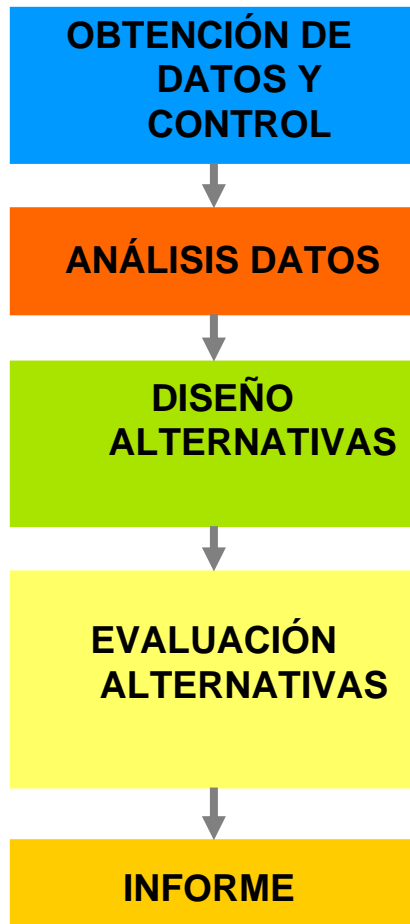 OBTENCIÓN DE
DATOS Y
CONTROL
ANÁLISIS DATOS
DISEÑO
ALTERNATIVAS
EVALUACIÓN
ALTERNATIVAS
INFORME